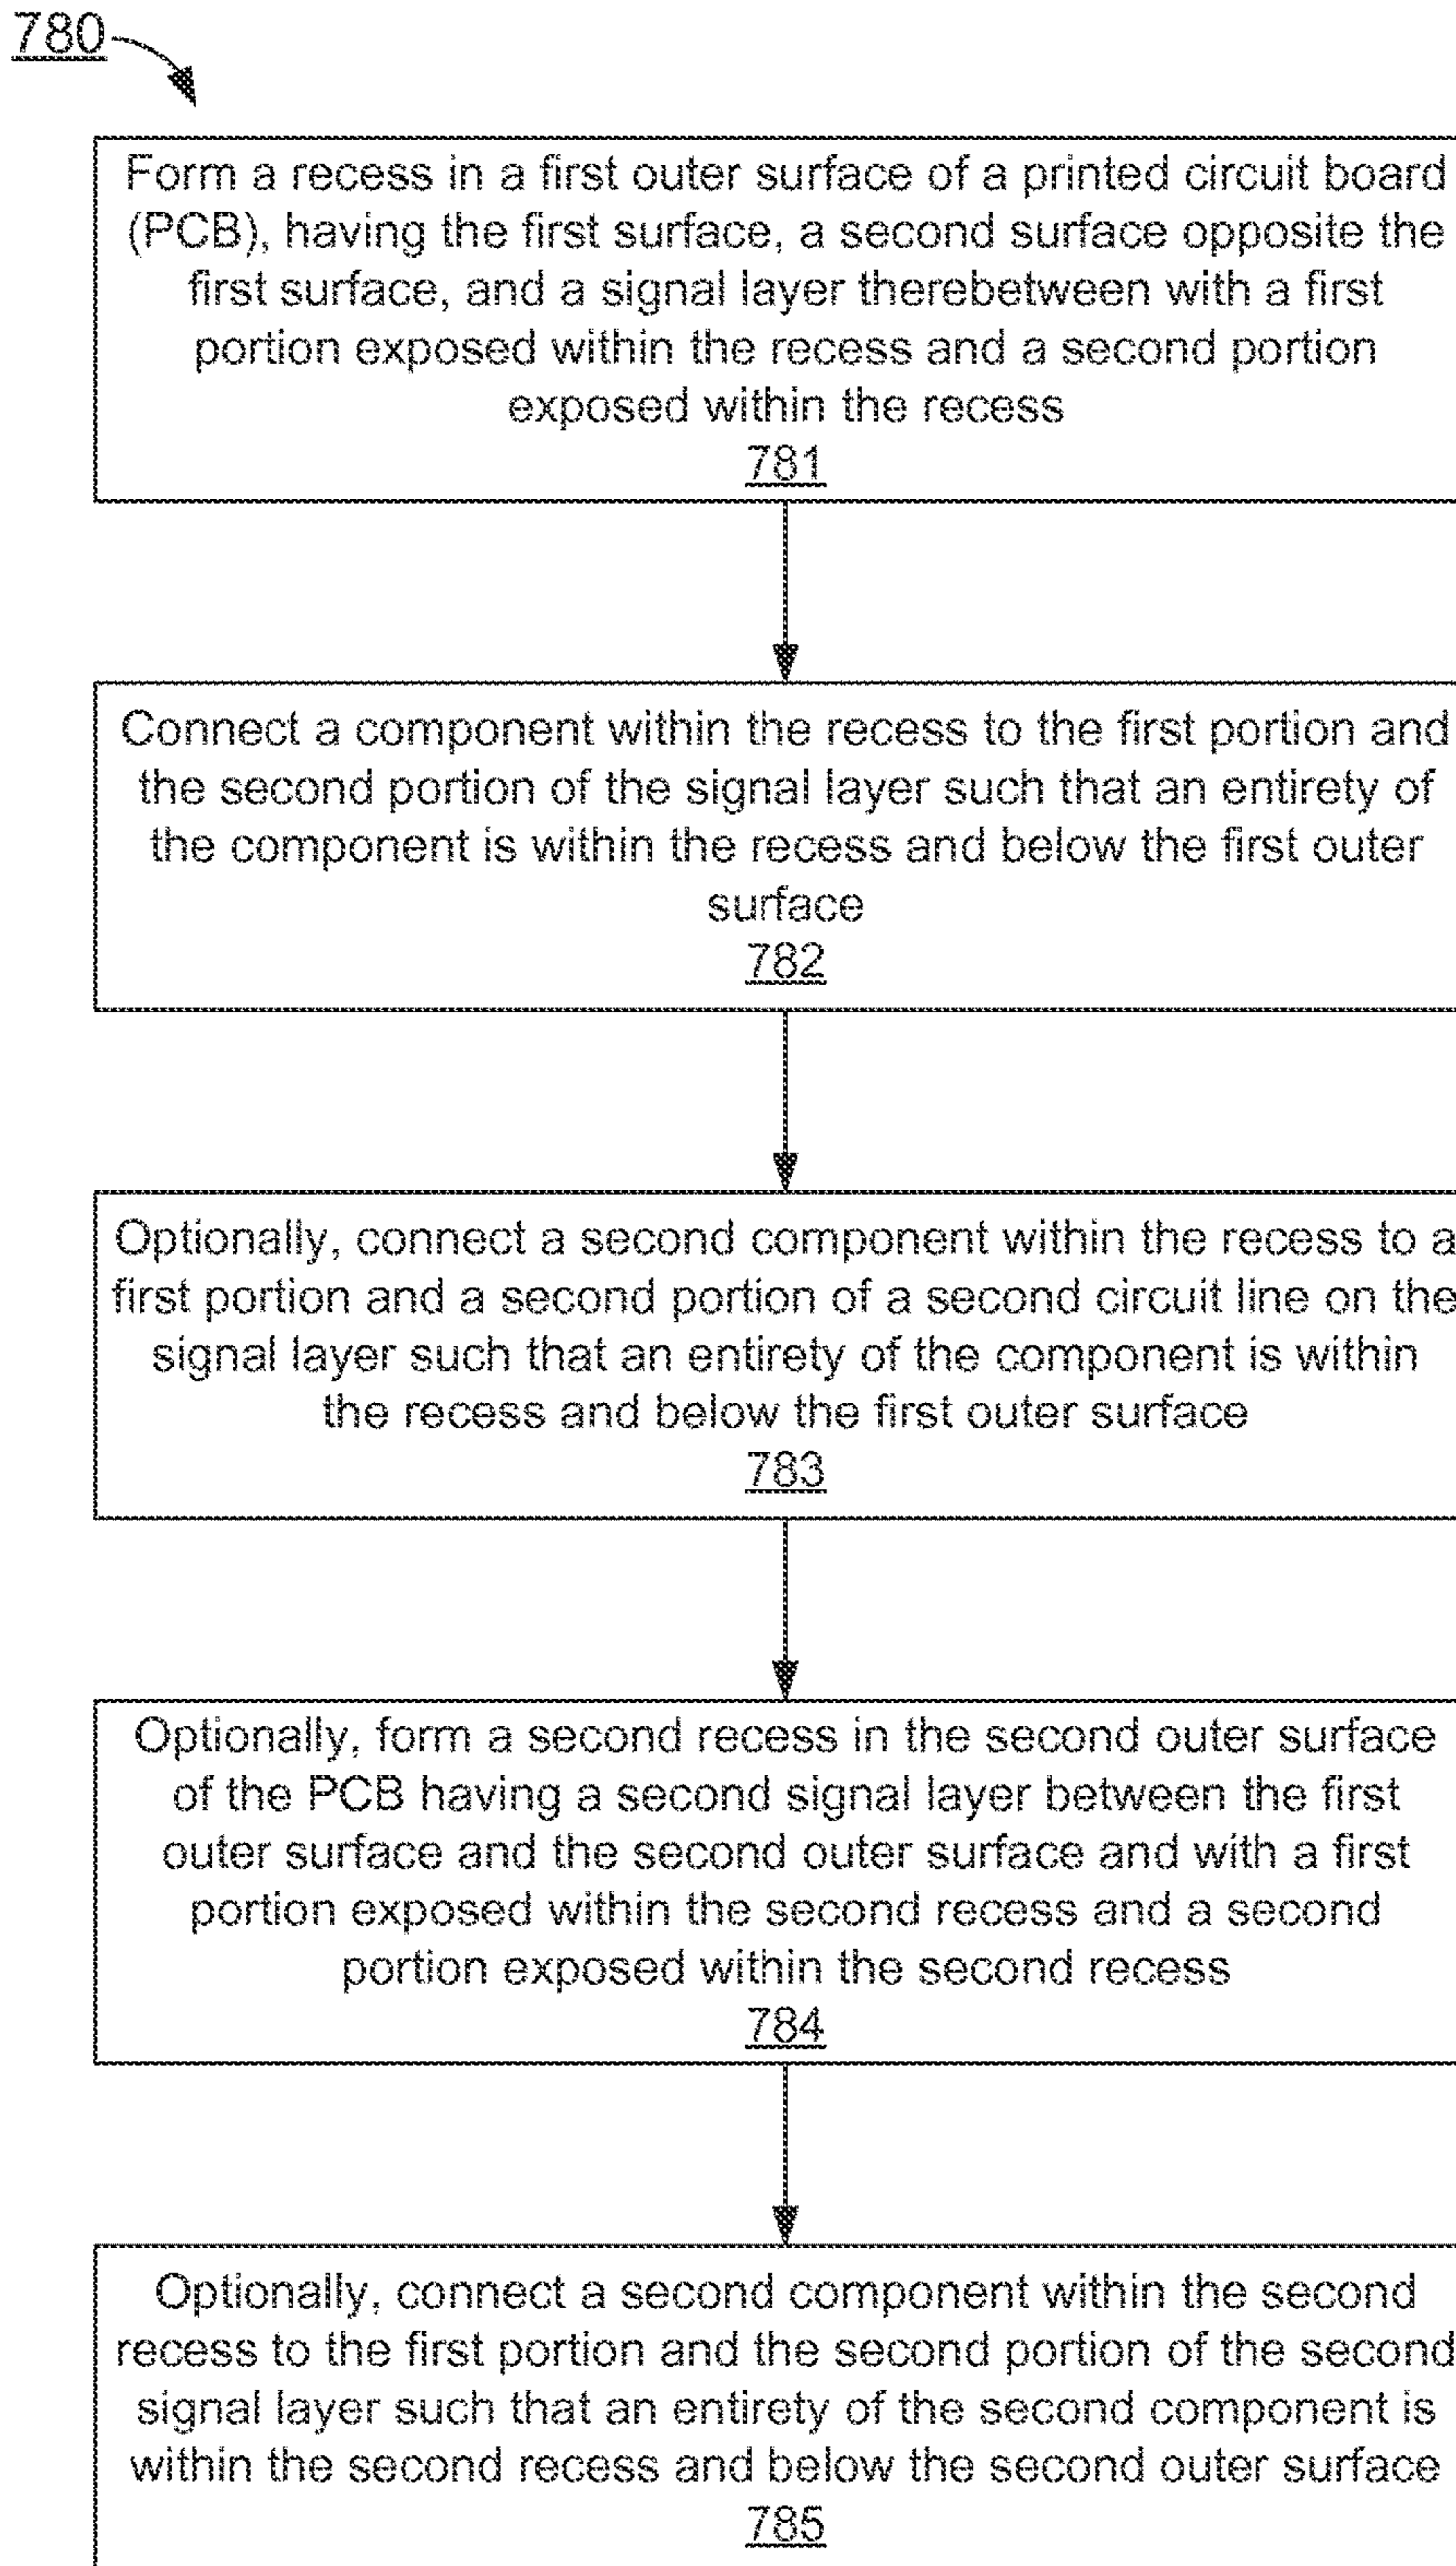 780
Form a recess in a first outer surface of a printed circuit board
(PCB), having the first surface, a second surface opposite the
first surface, and a signal layer therebetween with a first
portion exposed within the recess and a second portion
exposed within the recess
781
Connect a component within the recess to the first portion and
the second portion of the signal layer such that an entirety of
the component is within the recess and below the first outer
surface
782
Optionally, connect a second component within the recess to a
first portion and a second portion of a second circuit line on the
signal layer such that an entirety of the component is within
the recess and below the first outer surface
783
Optionally, form a second recess in the second outer surface
of the PCB having a second signal layer between the first
outer surface and the second outer surface and with a first
portion exposed within the second recess and a second
portion exposed within the second recess
784
Optionally, connect a second component within the second
recess to the first portion and the second portion of the second
signal layer such that an entirety of the second component is
within the second recess and below the second outer surface
785